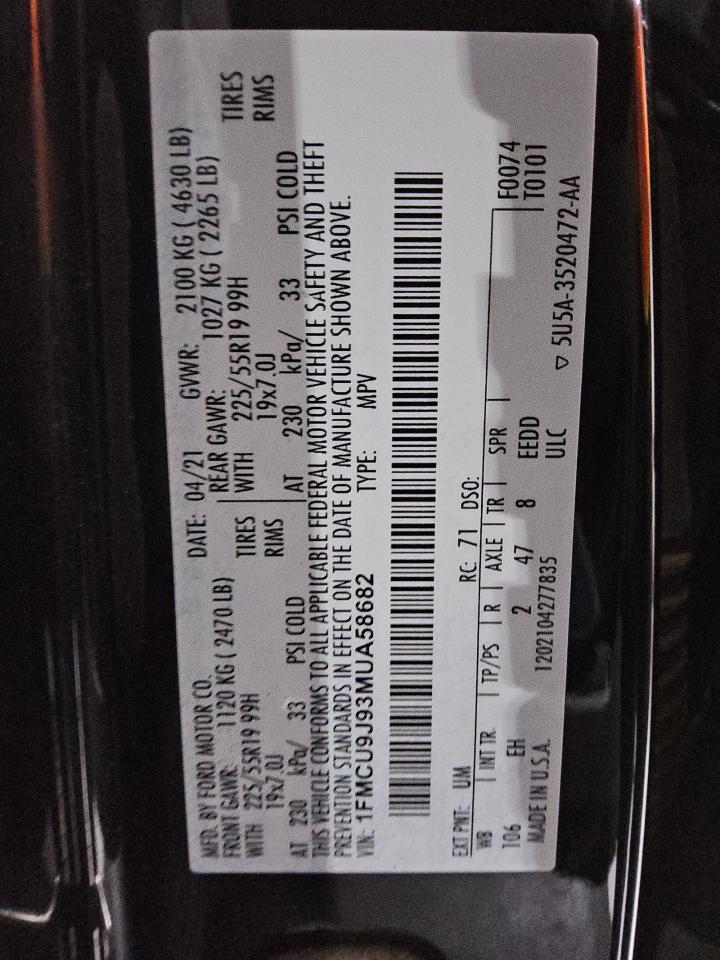 MFD. BY FORD MOTOR CO. DATE: 04/21 GVWR: 2100 KG ( 4630 LB)
FRONT GAWR: 1120 KG ( 2470 LB) REAR GAWR: 1027 KG ( 2265 LB)
WITH 225/55R19 99H TIRES WITH 225/55R19 99H TIRES
19x7.0J RIMS 19x7.0J RIMS
AT 230 kPa/ 33 PSI COLD AT 230 kPa/ 33 PSI COLD
THIS VEHICLE CONFORMS TO ALL APPLICABLE FEDERAL MOTOR VEHICLE SAFETY AND THEFT
PREVENTION STANDARDS IN EFFECT ON THE DATE OF MANUFACTURE SHOWN ABOVE.
VIN: 1FMCU9J93MUA58682 TYPE: MPV
EXT PNT: UM RC: 71 DSO:
WB INT TR. TP/PS R AXLE TR SPR F0074
106 EH 2 47 8 EEDD T0101
MADE IN U.S.A. 1202104277835 ULC
▽ 5U5A-3520472-AA